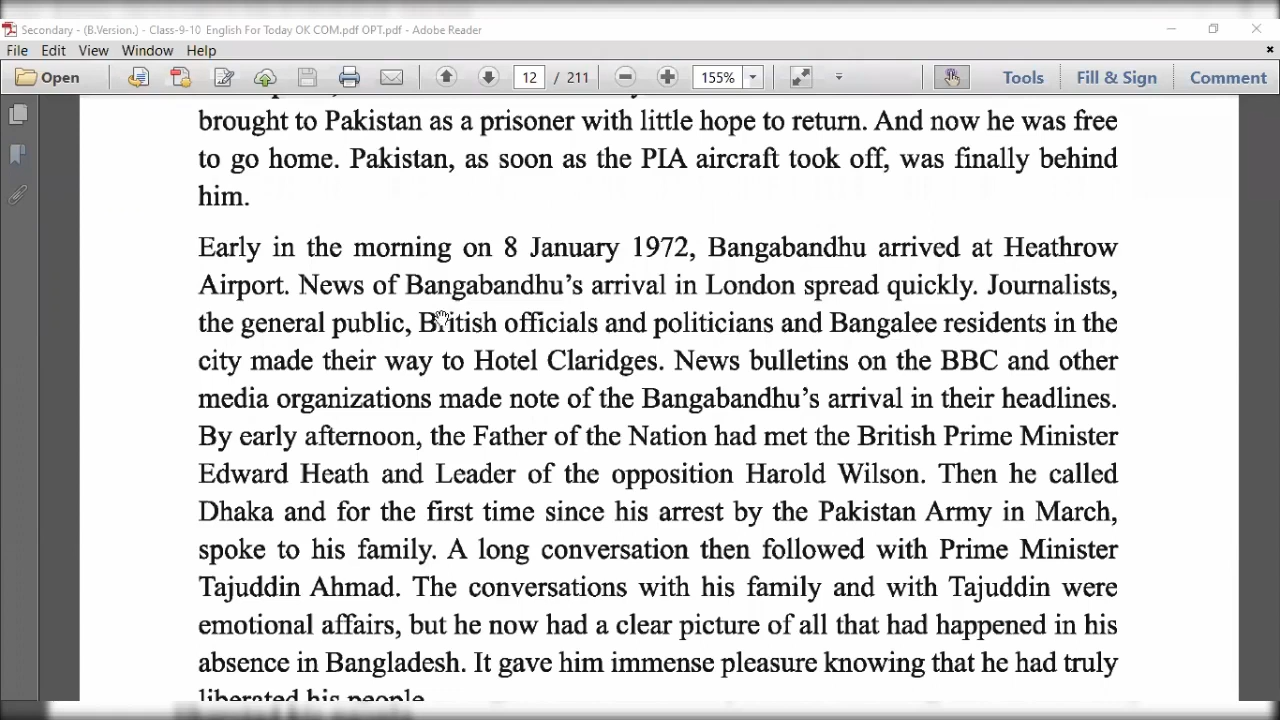 Secondary - (B.Version.) - Class-9-10 English For Today OK COM.pdf OPT.pdf - Adobe Reader
File Edit View Window Help
Open 12 / 211 155% Tools Fill & Sign Comment
brought to Pakistan as a prisoner with little hope to return. And now he was free
to go home. Pakistan, as soon as the PIA aircraft took off, was finally behind
him.
Early in the morning on 8 January 1972, Bangabandhu arrived at Heathrow
Airport. News of Bangabandhu's arrival in London spread quickly. Journalists,
the general public, British officials and politicians and Bangalee residents in the
city made their way to Hotel Claridges. News bulletins on the BBC and other
media organizations made note of the Bangabandhu's arrival in their headlines.
By early afternoon, the Father of the Nation had met the British Prime Minister
Edward Heath and Leader of the opposition Harold Wilson. Then he called
Dhaka and for the first time since his arrest by the Pakistan Army in March,
spoke to his family. A long conversation then followed with Prime Minister
Tajuddin Ahmad. The conversations with his family and with Tajuddin were
emotional affairs, but he now had a clear picture of all that had happened in his
absence in Bangladesh. It gave him immense pleasure knowing that he had truly
liberated his people.